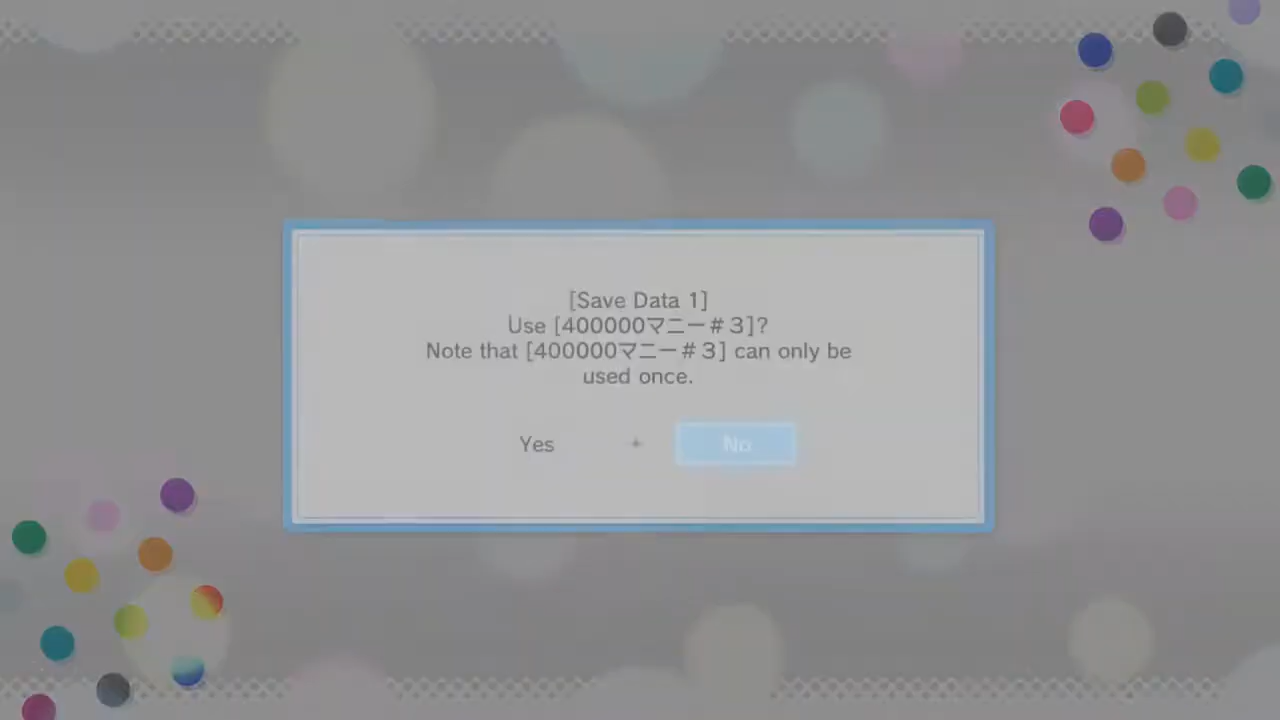 [Save Data 1]
Use [400000マニー#３]?
Note that [400000マニー#３] can only be
used once.
Yes
No